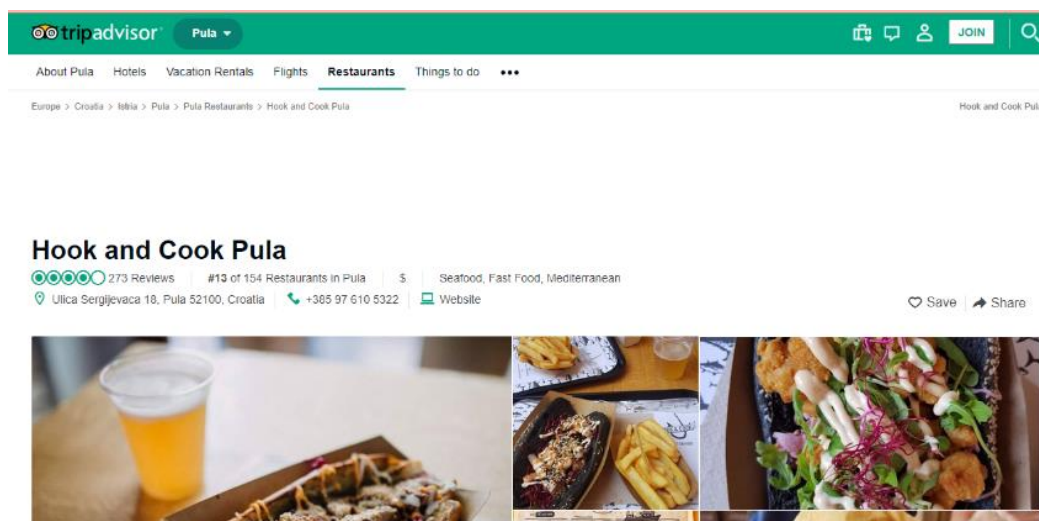 tripadvisor Pula JOIN
About Pula Hotels Vacation Rentals Flights Restaurants Things to do •••
Europe > Croatia > Istria > Pula > Pula Restaurants > Hook and Cook Pula Hook and Cook Pula
Hook and Cook Pula
273 Reviews #13 of 154 Restaurants in Pula $ Seafood, Fast Food, Mediterranean
Ulica Sergijevaca 18, Pula 52100, Croatia +385 97 610 5322 Website Save Share